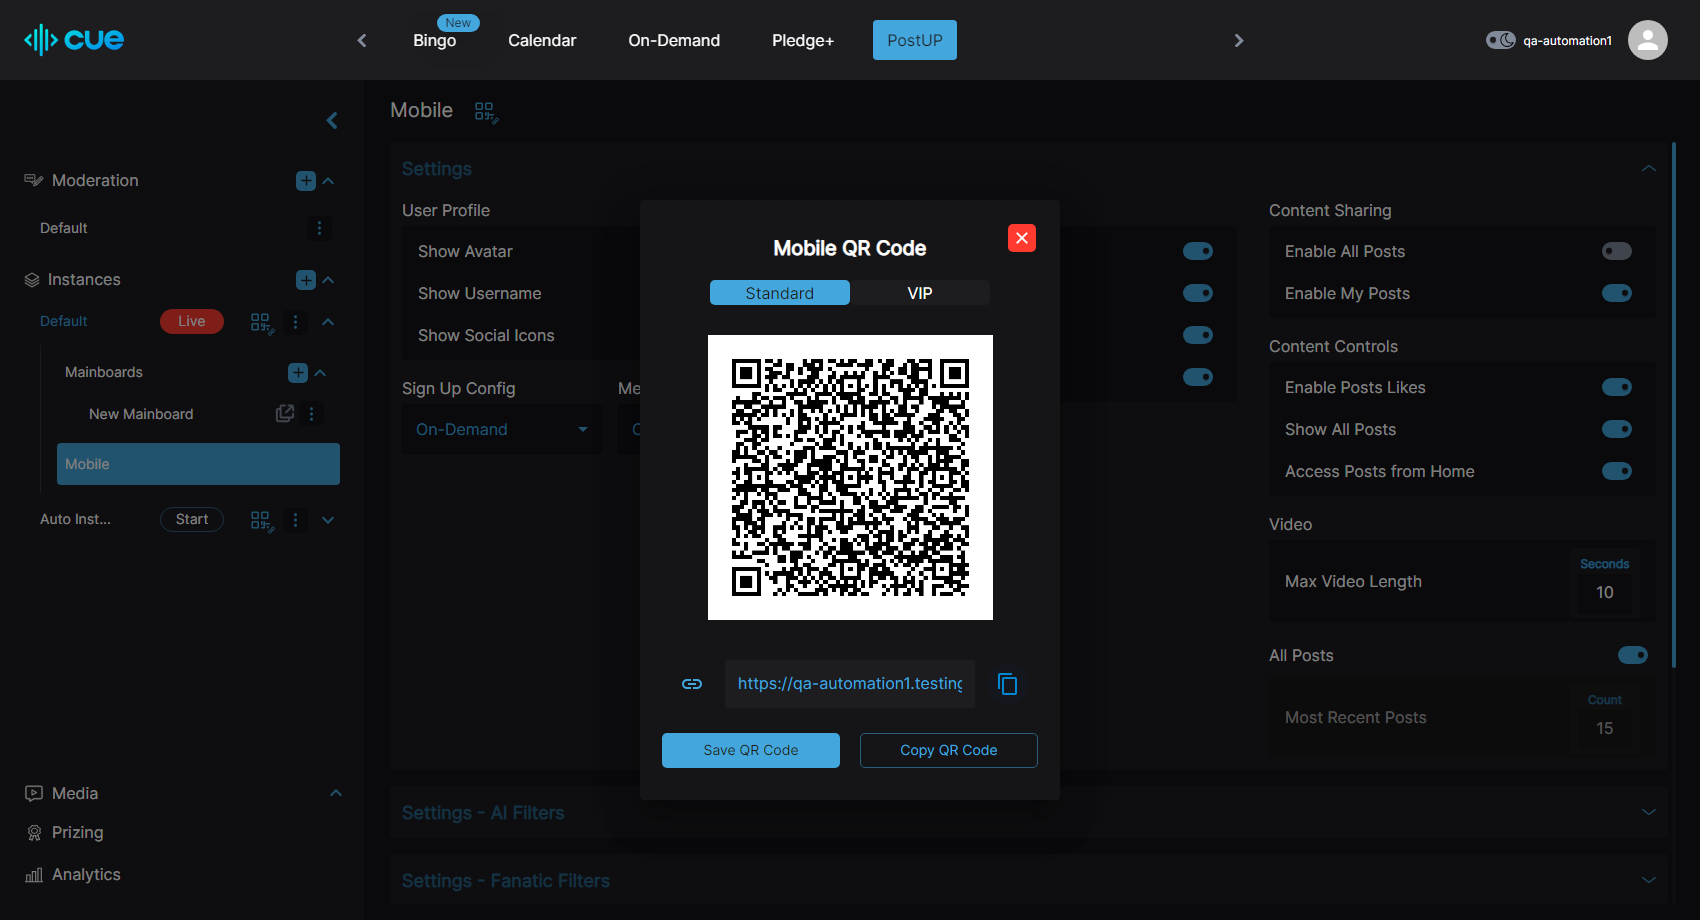 cue
New
Bingo
Calendar
On-Demand
Pledge+
PostUP
qa-automation1
Mobile
Moderation
Default
Instances
Default
Live
Mainboards
New Mainboard
Mobile
Auto Inst...
Start
Media
Prizing
Analytics
Settings
User Profile
Show Avatar
Show Username
Show Social Icons
Sign Up Config
On-Demand
Mobile QR Code
Standard
VIP
https://qa-automation1.testing
Save QR Code
Copy QR Code
Content Sharing
Enable All Posts
Enable My Posts
Content Controls
Enable Posts Likes
Show All Posts
Access Posts from Home
Video
Max Video Length
Seconds
10
All Posts
Most Recent Posts
Count
15
Settings - AI Filters
Settings - Fanatic Filters